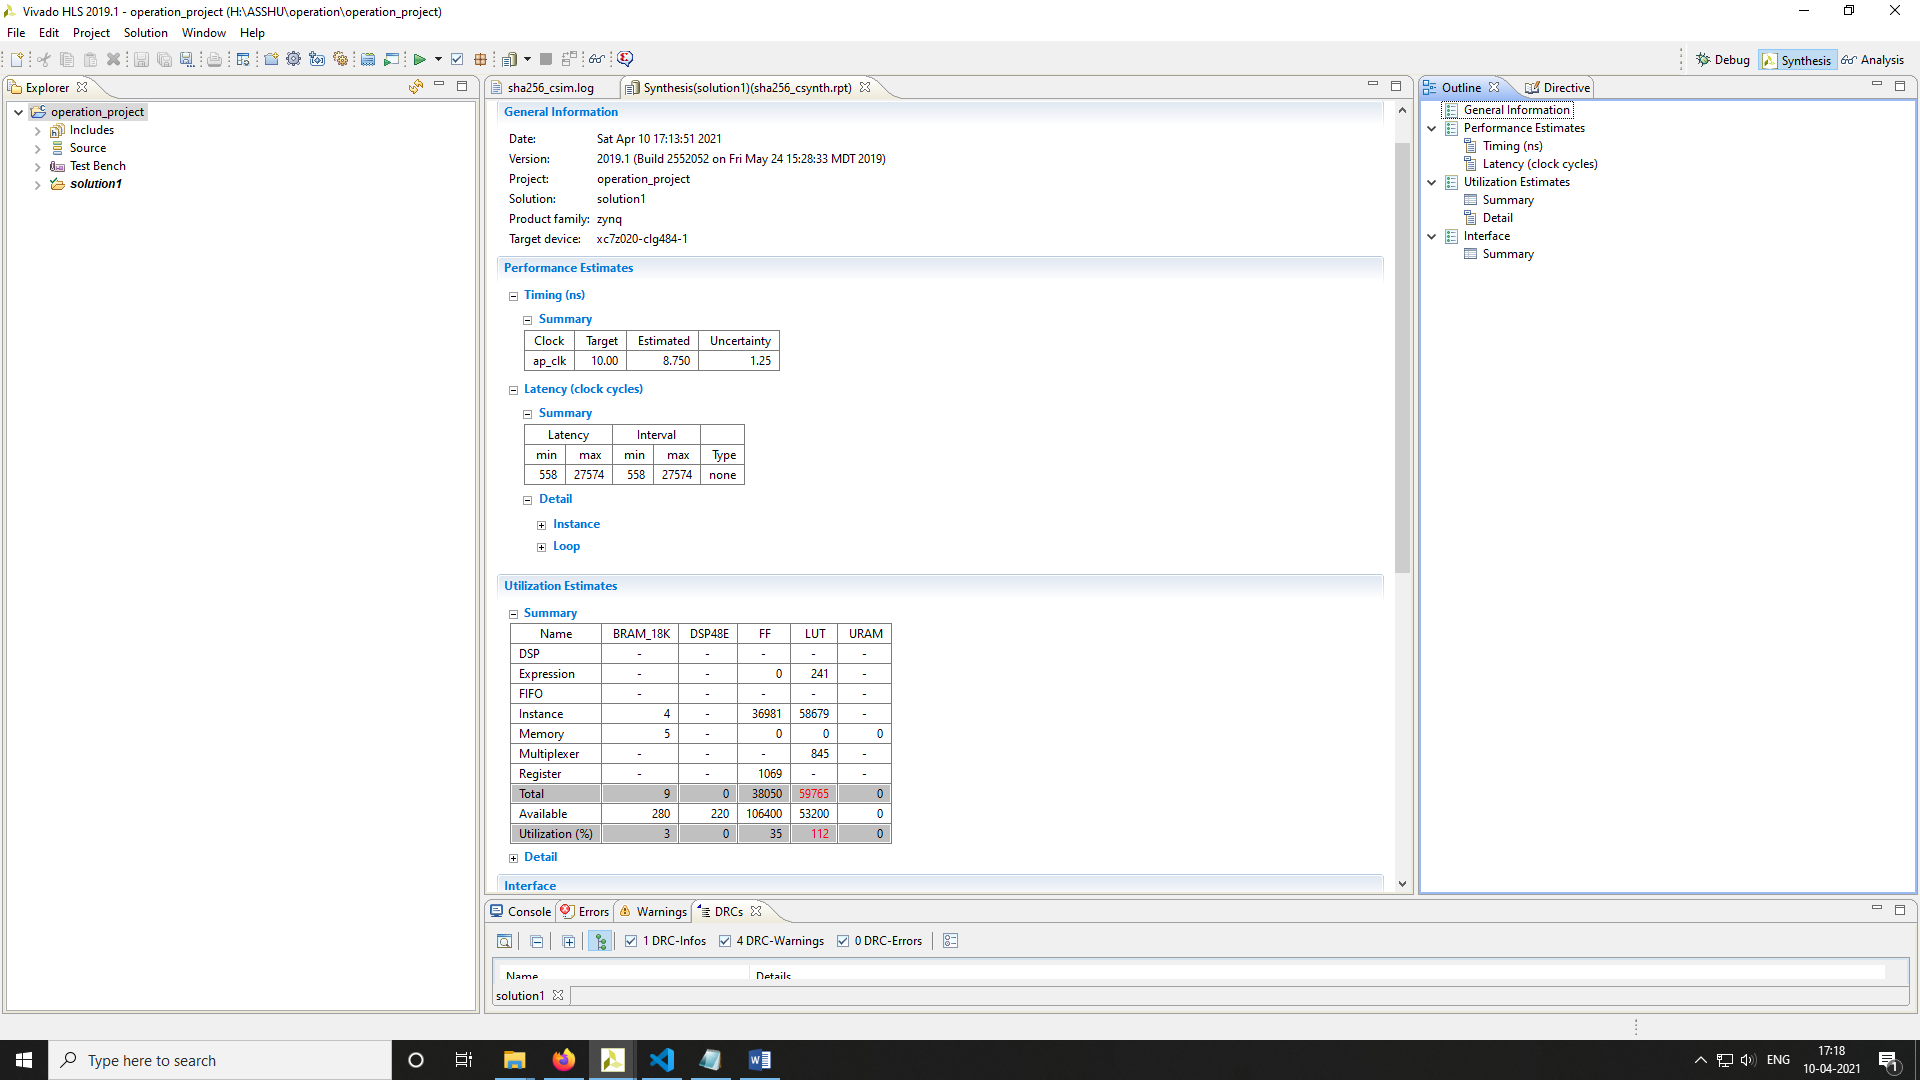 Vivado HLS 2019.1 - operation_project (H:\ASSHU\operation\operation_project)
File Edit Project Solution Window Help
Debug Synthesis Analysis
Explorer
operation_project
Includes
Source
Test Bench
solution1
sha256_csim.log Synthesis(solution1)(sha256_csynth.rpt)
General Information
Date: Sat Apr 10 17:13:51 2021
Version: 2019.1 (Build 2552052 on Fri May 24 15:28:33 MDT 2019)
Project: operation_project
Solution: solution1
Product family: zynq
Target device: xc7z020-clg484-1
Performance Estimates
Timing (ns)
Summary
Clock Target Estimated Uncertainty
ap_clk 10.00 8.750 1.25
Latency (clock cycles)
Summary
Latency Interval
min max min max Type
558 27574 558 27574 none
Detail
Instance
Loop
Utilization Estimates
Summary
Name BRAM_18K DSP48E FF LUT URAM
DSP - - - - -
Expression - - 0 241 -
FIFO - - - - -
Instance 4 - 36981 58679 -
Memory 5 - 0 0 0
Multiplexer - - - 845 -
Register - - 1069 - -
Total 9 0 38050 59765 0
Available 280 220 106400 53200 0
Utilization (%) 3 0 35 112 0
Detail
Interface
Outline Directive
General Information
Performance Estimates
Timing (ns)
Latency (clock cycles)
Utilization Estimates
Summary
Detail
Interface
Summary
Console Errors Warnings DRCs
1 DRC-Infos 4 DRC-Warnings 0 DRC-Errors
Name Details
solution1
Type here to search
ENG
17:18
10-04-2021
1